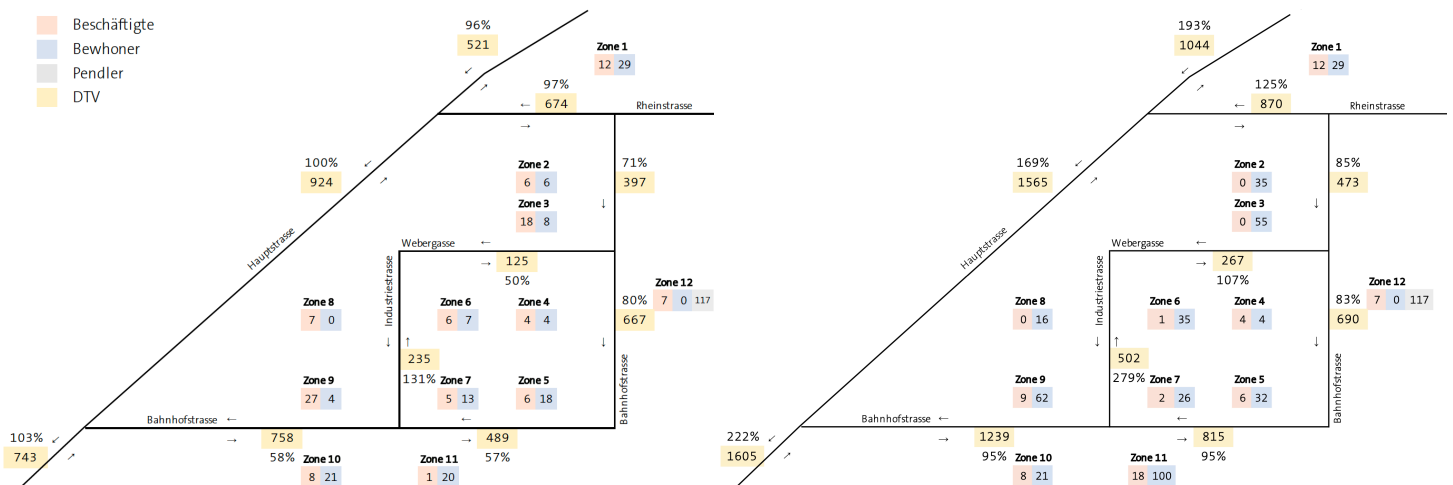 Beschäftigte
Bewhoner
Pendler
DTV
96%
521
Zone 1
12 29
97%
674
Rheinstrasse
100%
924
Zone 2
6 6
71%
397
Zone 3
18 8
Hauptstrasse
Webergasse
125
50%
Industriestrasse
Zone 12
7 0 117
80%
667
Zone 8
7 0
Zone 6
6 7
Zone 4
4 4
235
131%
Zone 9
27 4
Zone 7
5 13
Zone 5
6 18
Bahnhofstrasse
Bahnhofstrasse
103%
743
758
58%
489
57%
Zone 10
8 21
Zone 11
1 20
193%
1044
Zone 1
12 29
125%
870
Rheinstrasse
169%
1565
Zone 2
0 35
85%
473
Zone 3
0 55
Hauptstrasse
Webergasse
267
107%
Industriestrasse
Zone 12
7 0 117
83%
690
Zone 8
0 16
Zone 6
1 35
Zone 4
4 4
502
279%
Zone 9
9 62
Zone 7
2 26
Zone 5
6 32
Bahnhofstrasse
Bahnhofstrasse
222%
1605
1239
95%
815
95%
Zone 10
8 21
Zone 11
18 100